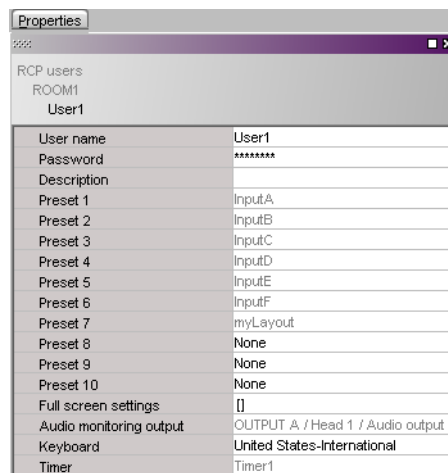 Properties
RCP users
ROOM1
User1
User name User1
Password ********
Description
Preset 1 InputA
Preset 2 InputB
Preset 3 InputC
Preset 4 InputD
Preset 5 InputE
Preset 6 InputF
Preset 7 myLayout
Preset 8 None
Preset 9 None
Preset 10 None
Full screen settings []
Audio monitoring output OUTPUT A / Head 1 / Audio output
Keyboard United States-International
Timer Timer1